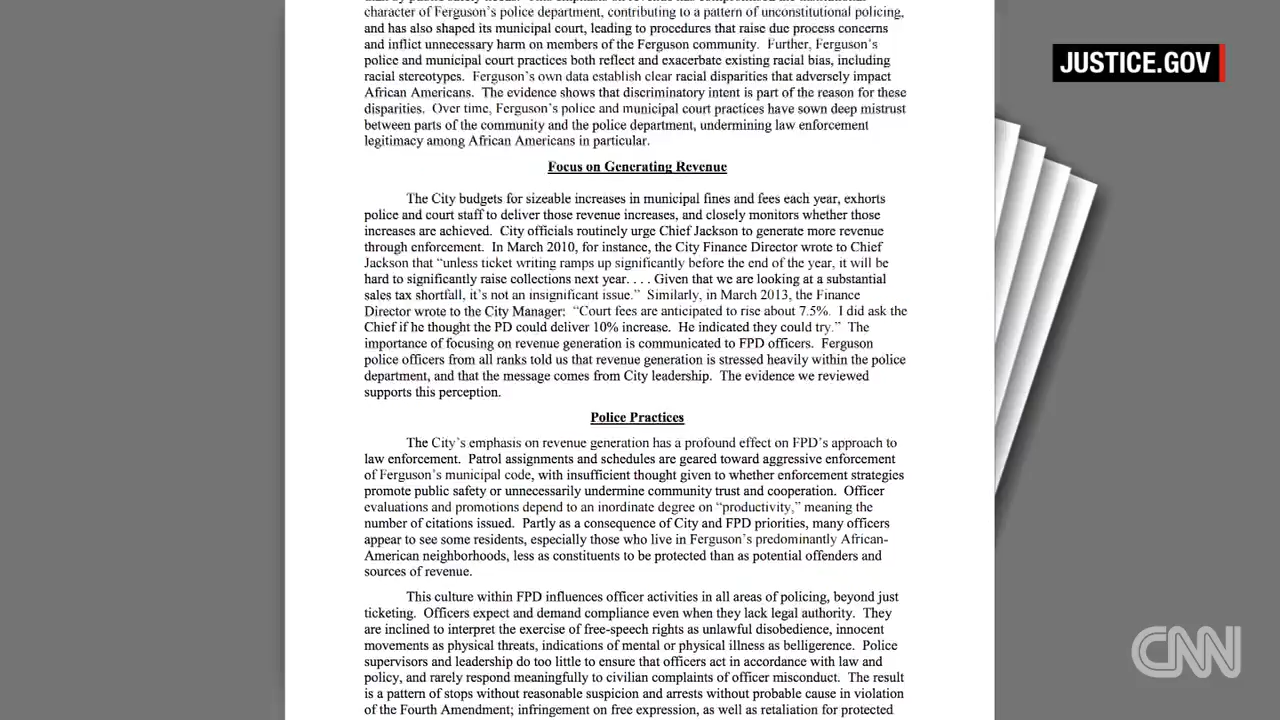 character of Ferguson's police department, contributing to a pattern of unconstitutional policing,
and has also shaped its municipal court, leading to procedures that raise due process concerns
and inflict unnecessary harm on members of the Ferguson community.  Further, Ferguson's
police and municipal court practices both reflect and exacerbate existing racial bias, including
racial stereotypes.  Ferguson's own data establish clear racial disparities that adversely impact
African Americans.  The evidence shows that discriminatory intent is part of the reason for these
disparities.  Over time, Ferguson's police and municipal court practices have sown deep mistrust
between parts of the community and the police department, undermining law enforcement
legitimacy among African Americans in particular.
JUSTICE.GOV
Focus on Generating Revenue
The City budgets for sizeable increases in municipal fines and fees each year, exhorts
police and court staff to deliver those revenue increases, and closely monitors whether those
increases are achieved.  City officials routinely urge Chief Jackson to generate more revenue
through enforcement.  In March 2010, for instance, the City Finance Director wrote to Chief
Jackson that “unless ticket writing ramps up significantly before the end of the year, it will be
hard to significantly raise collections next year. . . . Given that we are looking at a substantial
sales tax shortfall, it's not an insignificant issue.”  Similarly, in March 2013, the Finance
Director wrote to the City Manager:  “Court fees are anticipated to rise about 7.5%.  I did ask the
Chief if he thought the PD could deliver 10% increase.  He indicated they could try.”  The
importance of focusing on revenue generation is communicated to FPD officers.  Ferguson
police officers from all ranks told us that revenue generation is stressed heavily within the police
department, and that the message comes from City leadership.  The evidence we reviewed
supports this perception.
Police Practices
The City's emphasis on revenue generation has a profound effect on FPD's approach to
law enforcement.  Patrol assignments and schedules are geared toward aggressive enforcement
of Ferguson's municipal code, with insufficient thought given to whether enforcement strategies
promote public safety or unnecessarily undermine community trust and cooperation.  Officer
evaluations and promotions depend to an inordinate degree on “productivity,” meaning the
number of citations issued.  Partly as a consequence of City and FPD priorities, many officers
appear to see some residents, especially those who live in Ferguson's predominantly African-
American neighborhoods, less as constituents to be protected than as potential offenders and
sources of revenue.
This culture within FPD influences officer activities in all areas of policing, beyond just
ticketing.  Officers expect and demand compliance even when they lack legal authority.  They
are inclined to interpret the exercise of free-speech rights as unlawful disobedience, innocent
movements as physical threats, indications of mental or physical illness as belligerence.  Police
supervisors and leadership do too little to ensure that officers act in accordance with law and
policy, and rarely respond meaningfully to civilian complaints of officer misconduct.  The result
is a pattern of stops without reasonable suspicion and arrests without probable cause in violation
of the Fourth Amendment; infringement on free expression, as well as retaliation for protected
CNN